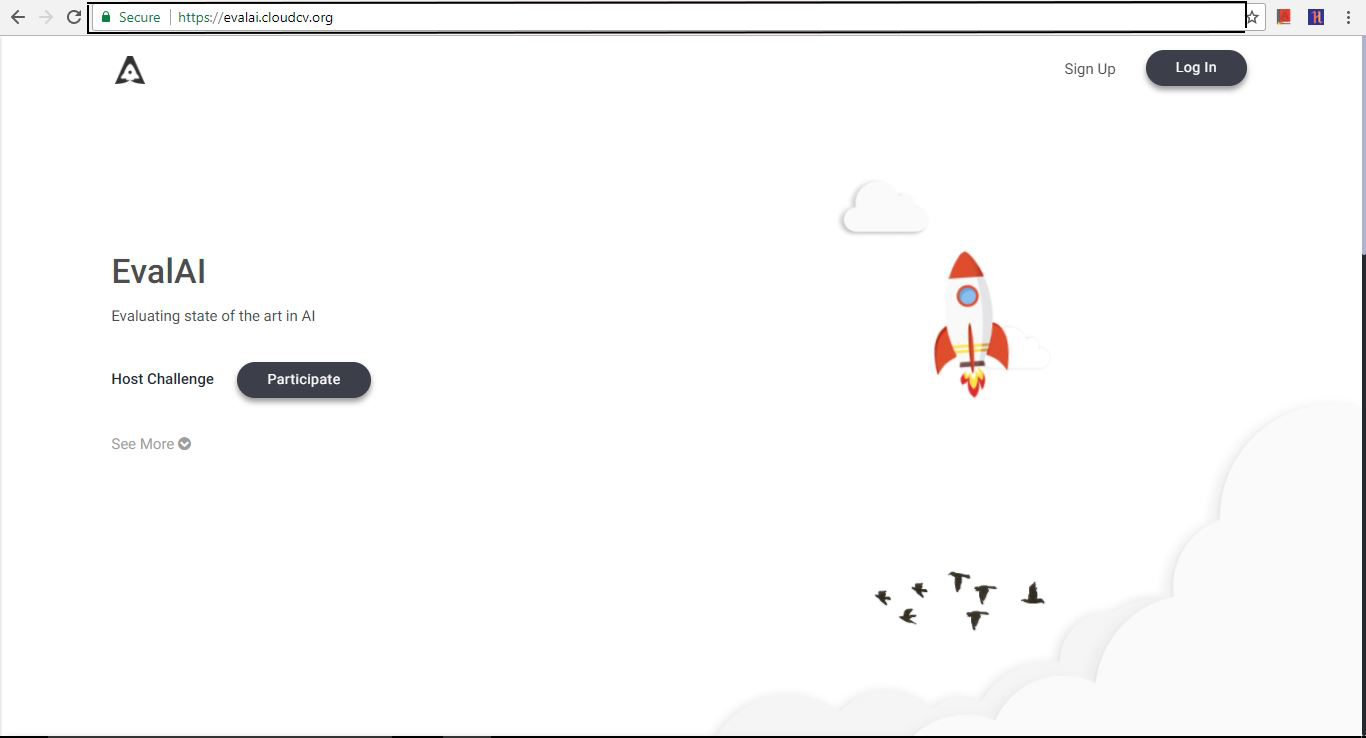 Secure https://evalai.cloudcv.org
Sign Up Log In
EvalAI
Evaluating state of the art in AI
Host Challenge Participate
See More